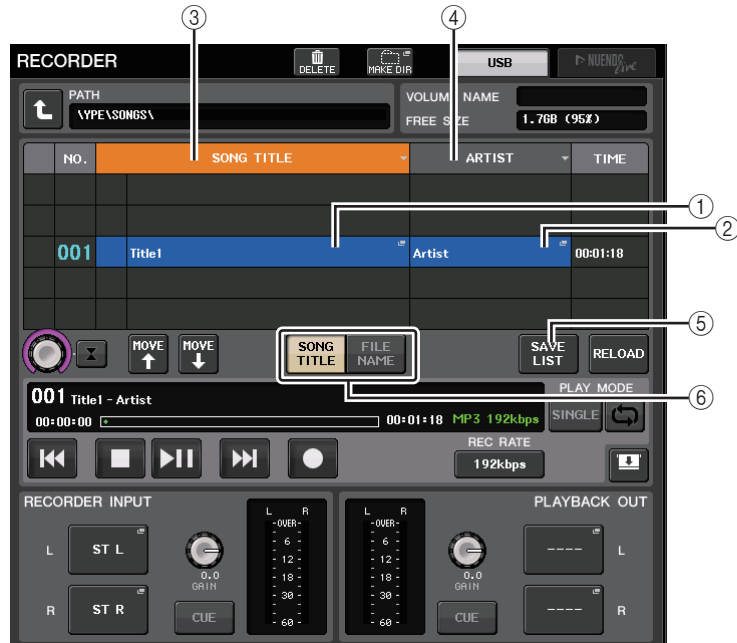 ③ ④
RECORDER DELETE MAKE DIR USB NUENDO Live
PATH VOLUME NAME
\YPE\SONGS\ FREE SIZE 1.7GB (95%)
NO. SONG TITLE ARTIST TIME
①
②
001 Title1 Artist 00:01:18
⑤
MOVE MOVE SONG TITLE FILE NAME SAVE LIST RELOAD
⑥
001 Title1 - Artist PLAY MODE
00:00:00 00:01:18 MP3 192kbps SINGLE
REC RATE
192kbps
RECORDER INPUT PLAYBACK OUT
L R L R
-OVER- -OVER-
L ST L 6 6 ---- L
12 12
0.0 18 18 0.0
GAIN 30 30 GAIN
R ST R CUE 60 60 CUE ---- R